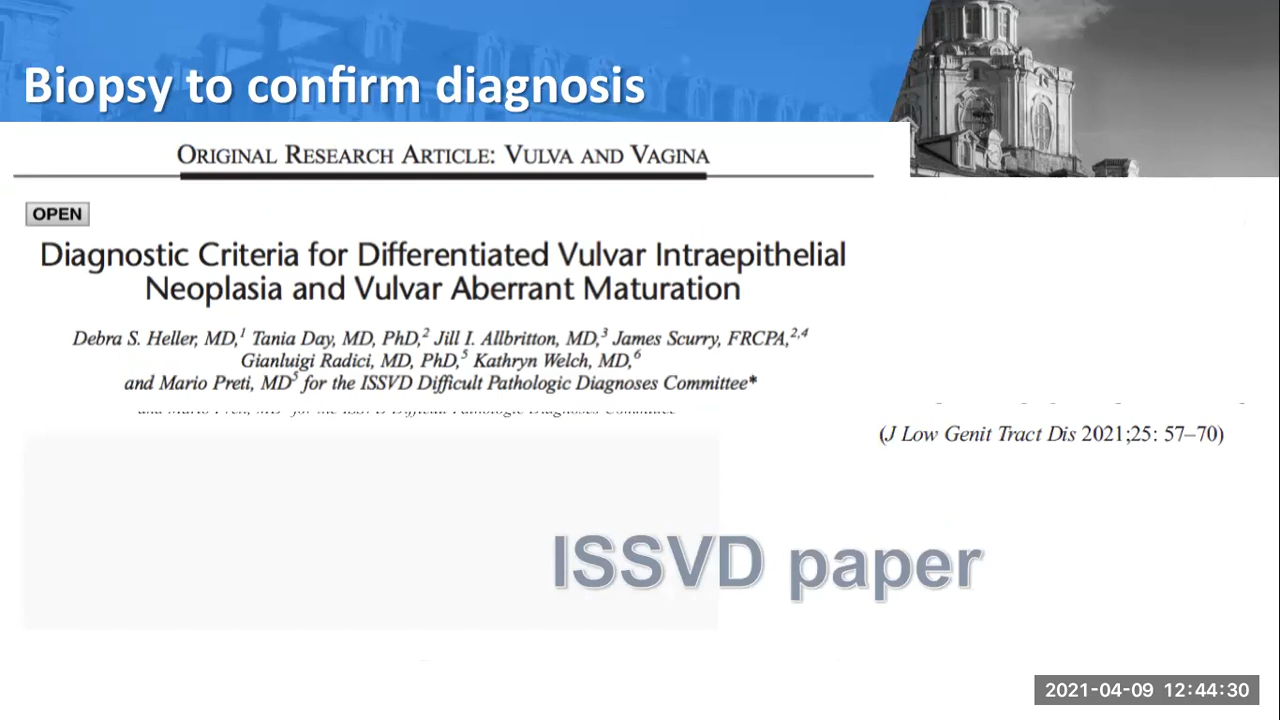 Biopsy to confirm diagnosis
ORIGINAL RESEARCH ARTICLE: VULVA AND VAGINA
OPEN
Diagnostic Criteria for Differentiated Vulvar Intraepithelial
Neoplasia and Vulvar Aberrant Maturation
Debra S. Heller, MD,1 Tania Day, MD, PhD,2 Jill I. Allbritton, MD,3 James Scurry, FRCPA,2,4
Gianluigi Radici, MD, PhD,5 Kathryn Welch, MD,6
and Mario Preti, MD5 for the ISSVD Difficult Pathologic Diagnoses Committee*
(J Low Genit Tract Dis 2021;25: 57–70)
ISSVD paper
2021-04-09 12:44:30